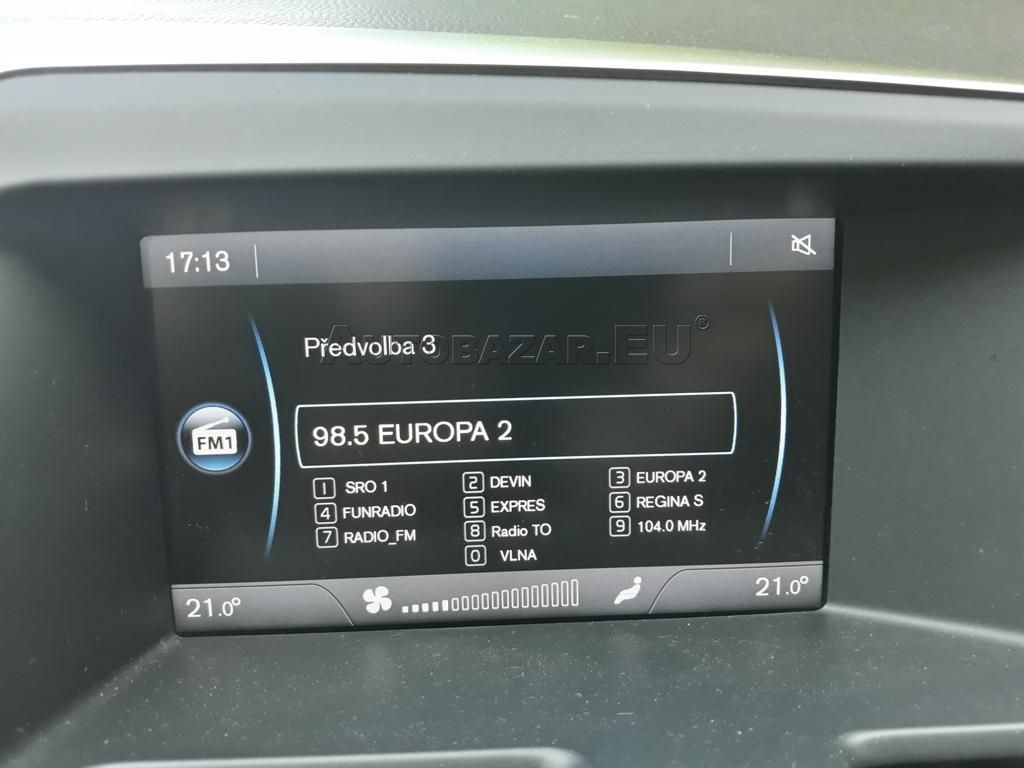 17:13
Předvolba 3
AUTOBAZAR.EU®
FM1
98.5 EUROPA 2
1 SRO 1 2 DEVIN 3 EUROPA 2
4 FUNRADIO 5 EXPRES 6 REGINA S
7 RADIO_FM 8 Radio TO 9 104.0 MHz
0 VLNA
21.0° 21.0°